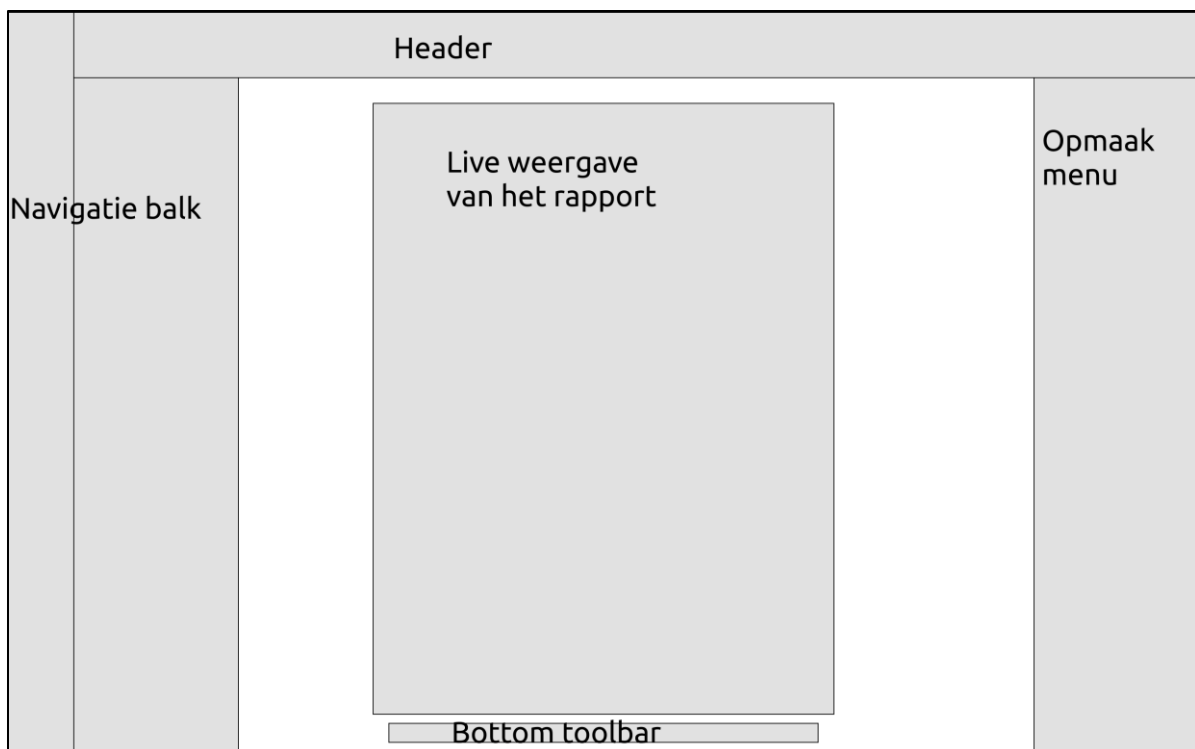 Header
Opmaak
menu
Live weergave
van het rapport
Navigatie balk
Bottom toolbar